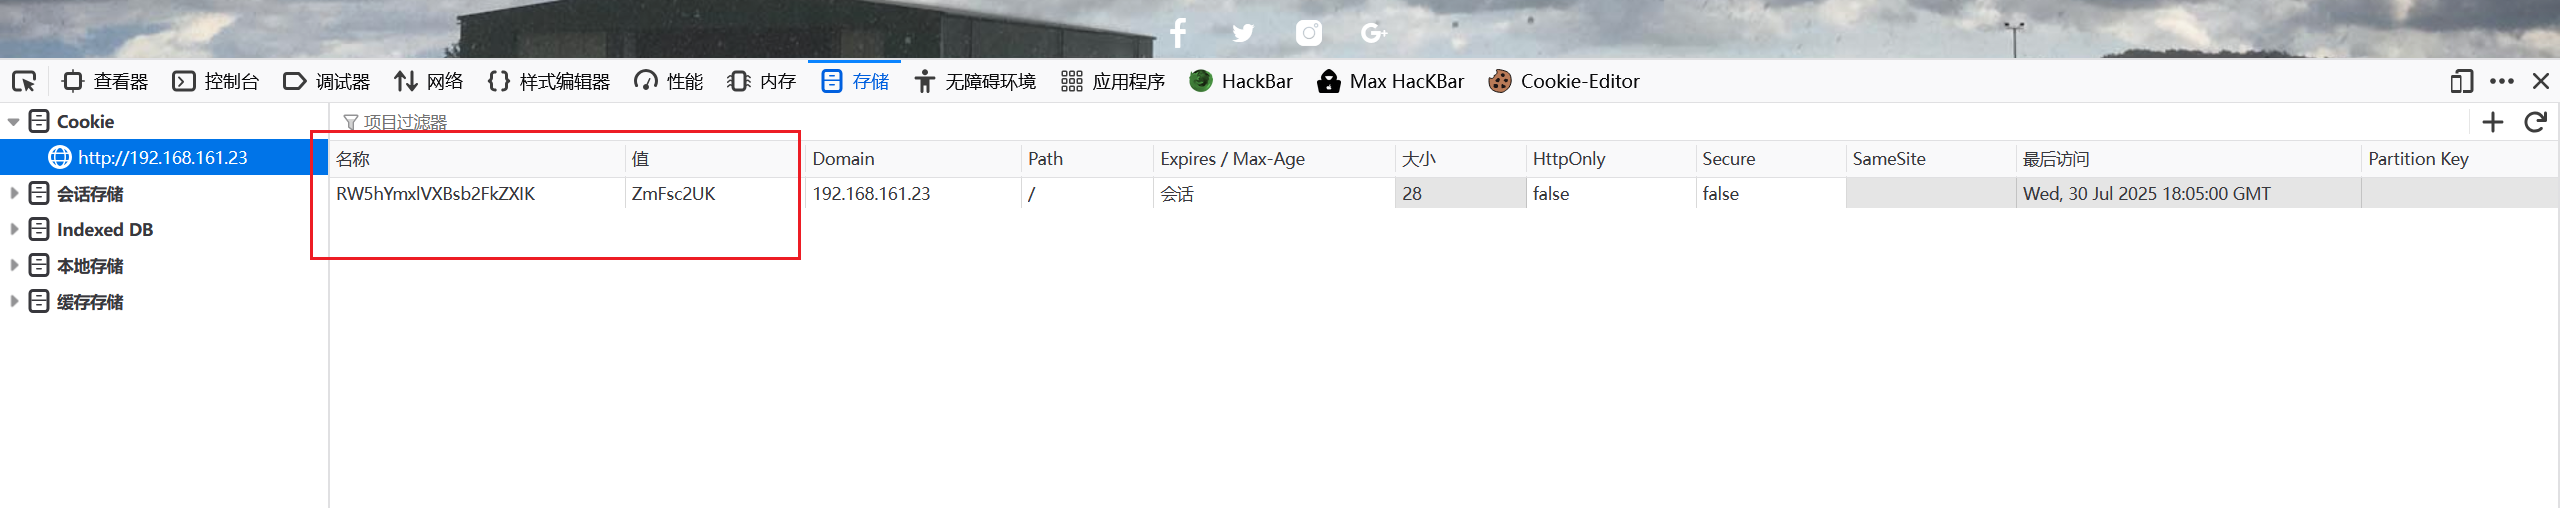 查看器 控制台 调试器 网络 样式编辑器 性能 内存 存储 无障碍环境 应用程序 HackBar Max HacKBar Cookie-Editor
Cookie
项目过滤器
http://192.168.161.23
名称 值 Domain Path Expires / Max-Age 大小 HttpOnly Secure SameSite 最后访问 Partition Key
会话存储
RW5hYmxlVXBsb2FkZXIK ZmFsc2UK 192.168.161.23 / 会话 28 false false Wed, 30 Jul 2025 18:05:00 GMT
Indexed DB
本地存储
缓存存储